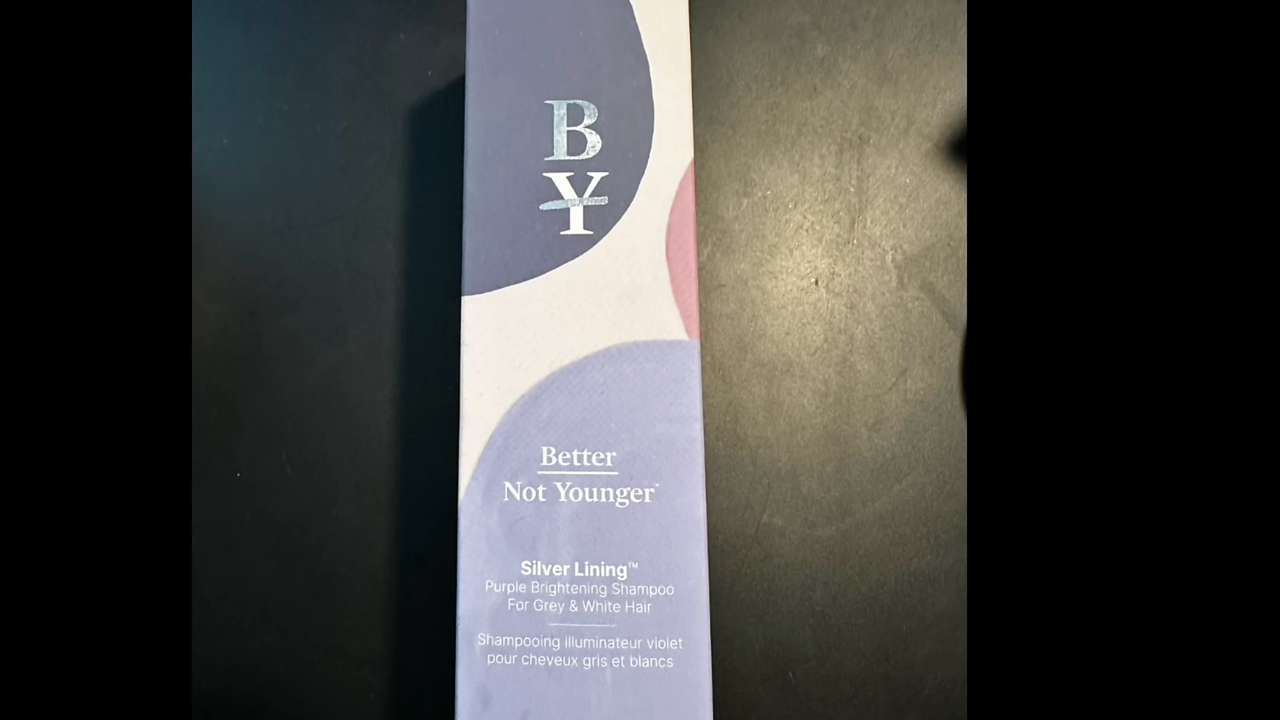 B
Y
Better
Not Younger™
Silver Lining™
Purple Brightening Shampoo
For Grey & White Hair
Shampooing illuminateur violet
pour cheveux gris et blancs